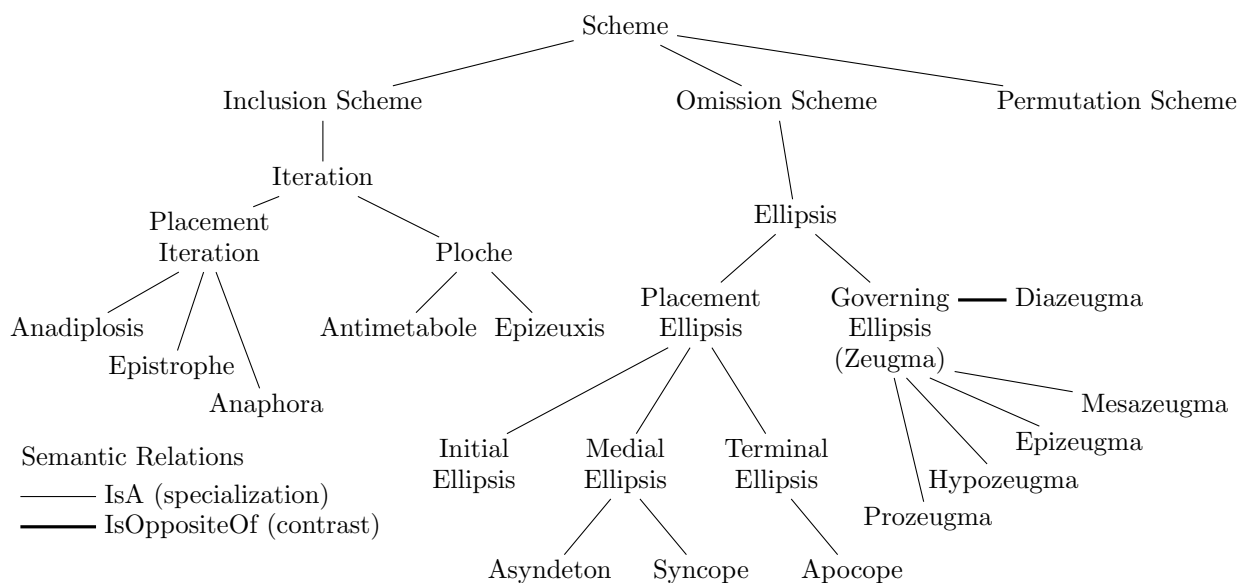 Scheme
Inclusion Scheme
Omission Scheme
Permutation Scheme
Iteration
Placement
Iteration
Ploche
Ellipsis
Anadiplosis
Epistrophe
Anaphora
Antimetabole
Epizeuxis
Placement
Ellipsis
Governing
Ellipsis
(Zeugma)
Diazeugma
Mesazeugma
Epizeugma
Hypozeugma
Prozeugma
Initial
Ellipsis
Medial
Ellipsis
Terminal
Ellipsis
Asyndeton
Syncope
Apocope
Semantic Relations
IsA (specialization)
IsOppositeOf (contrast)